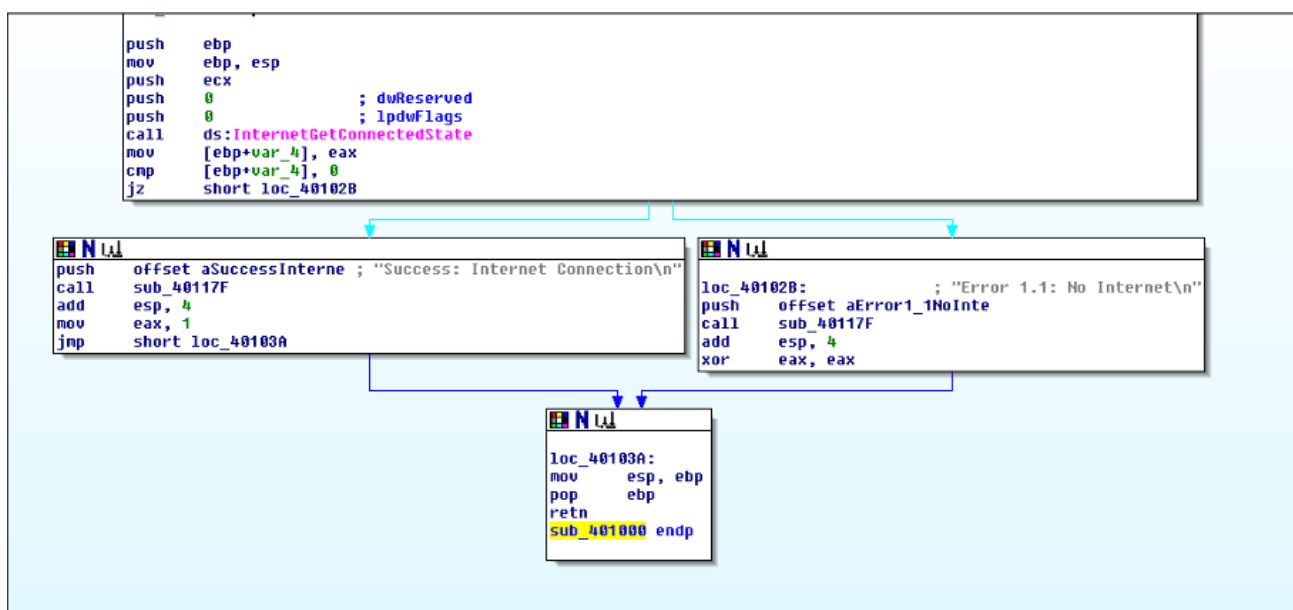 push ebp
mov ebp, esp
push ecx
push 0 ; dwReserved
push 0 ; lpdwFlags
call ds:InternetGetConnectedState
mov [ebp+var_4], eax
cmp [ebp+var_4], 0
jz short loc_40102B
push offset aSuccessInterne ; "Success: Internet Connection\n"
call sub_40117F
add esp, 4
mov eax, 1
jmp short loc_40103A
loc_40102B: ; "Error 1.1: No Internet\n"
push offset aError1_1NoInte
call sub_40117F
add esp, 4
xor eax, eax
loc_40103A:
mov esp, ebp
pop ebp
retn
sub_401000 endp